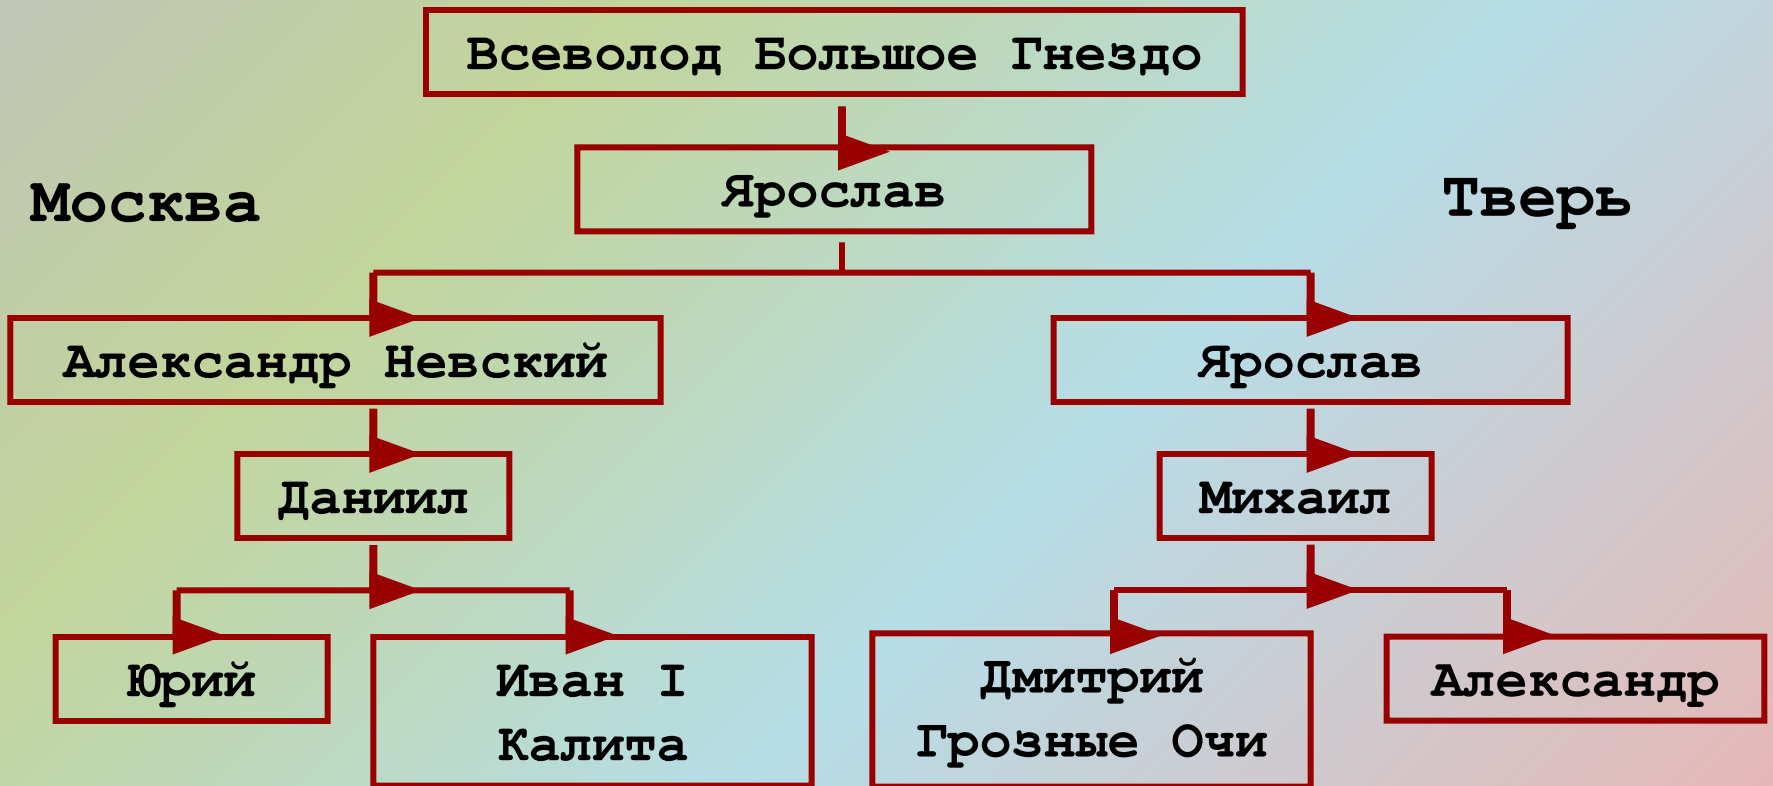 Всеволод Большое Гнездо
Ярослав
Москва
Тверь
Александр Невский
Ярослав
Даниил
Михаил
Юрий
Иван I
Калита
Дмитрий
Грозные Очи
Александр